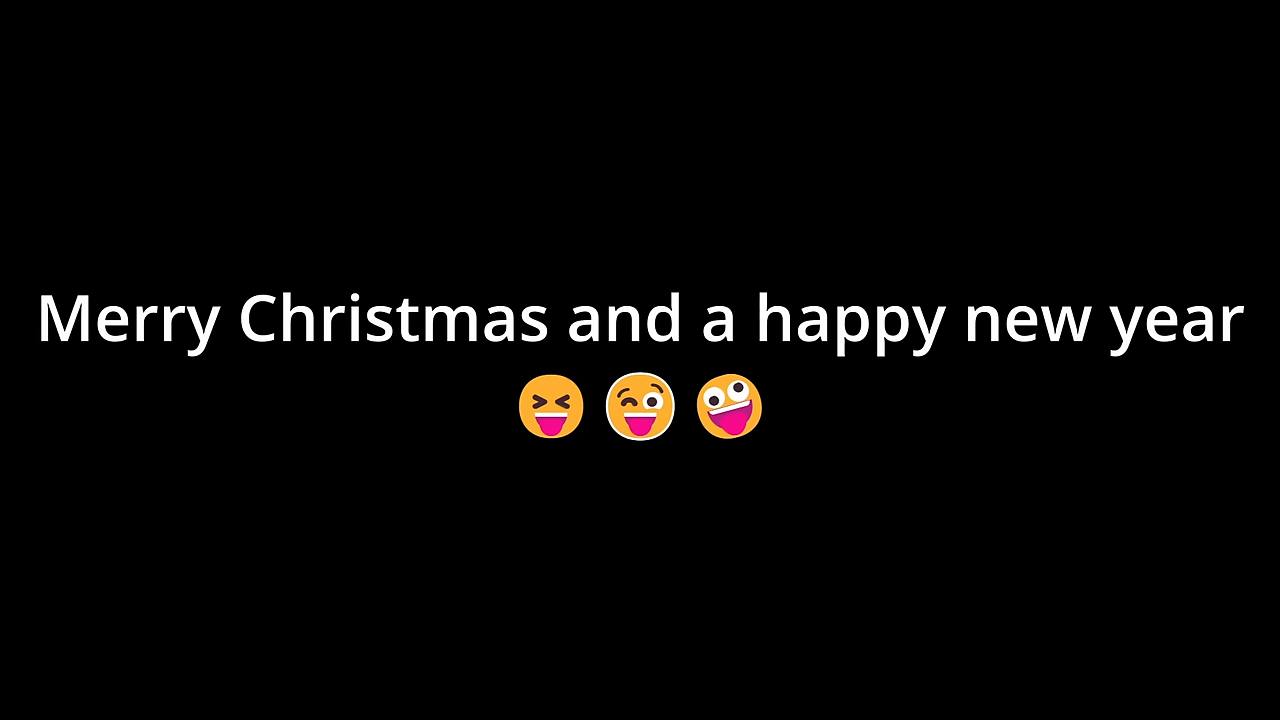 Merry Christmas and a happy new year
😝 😜 🤪